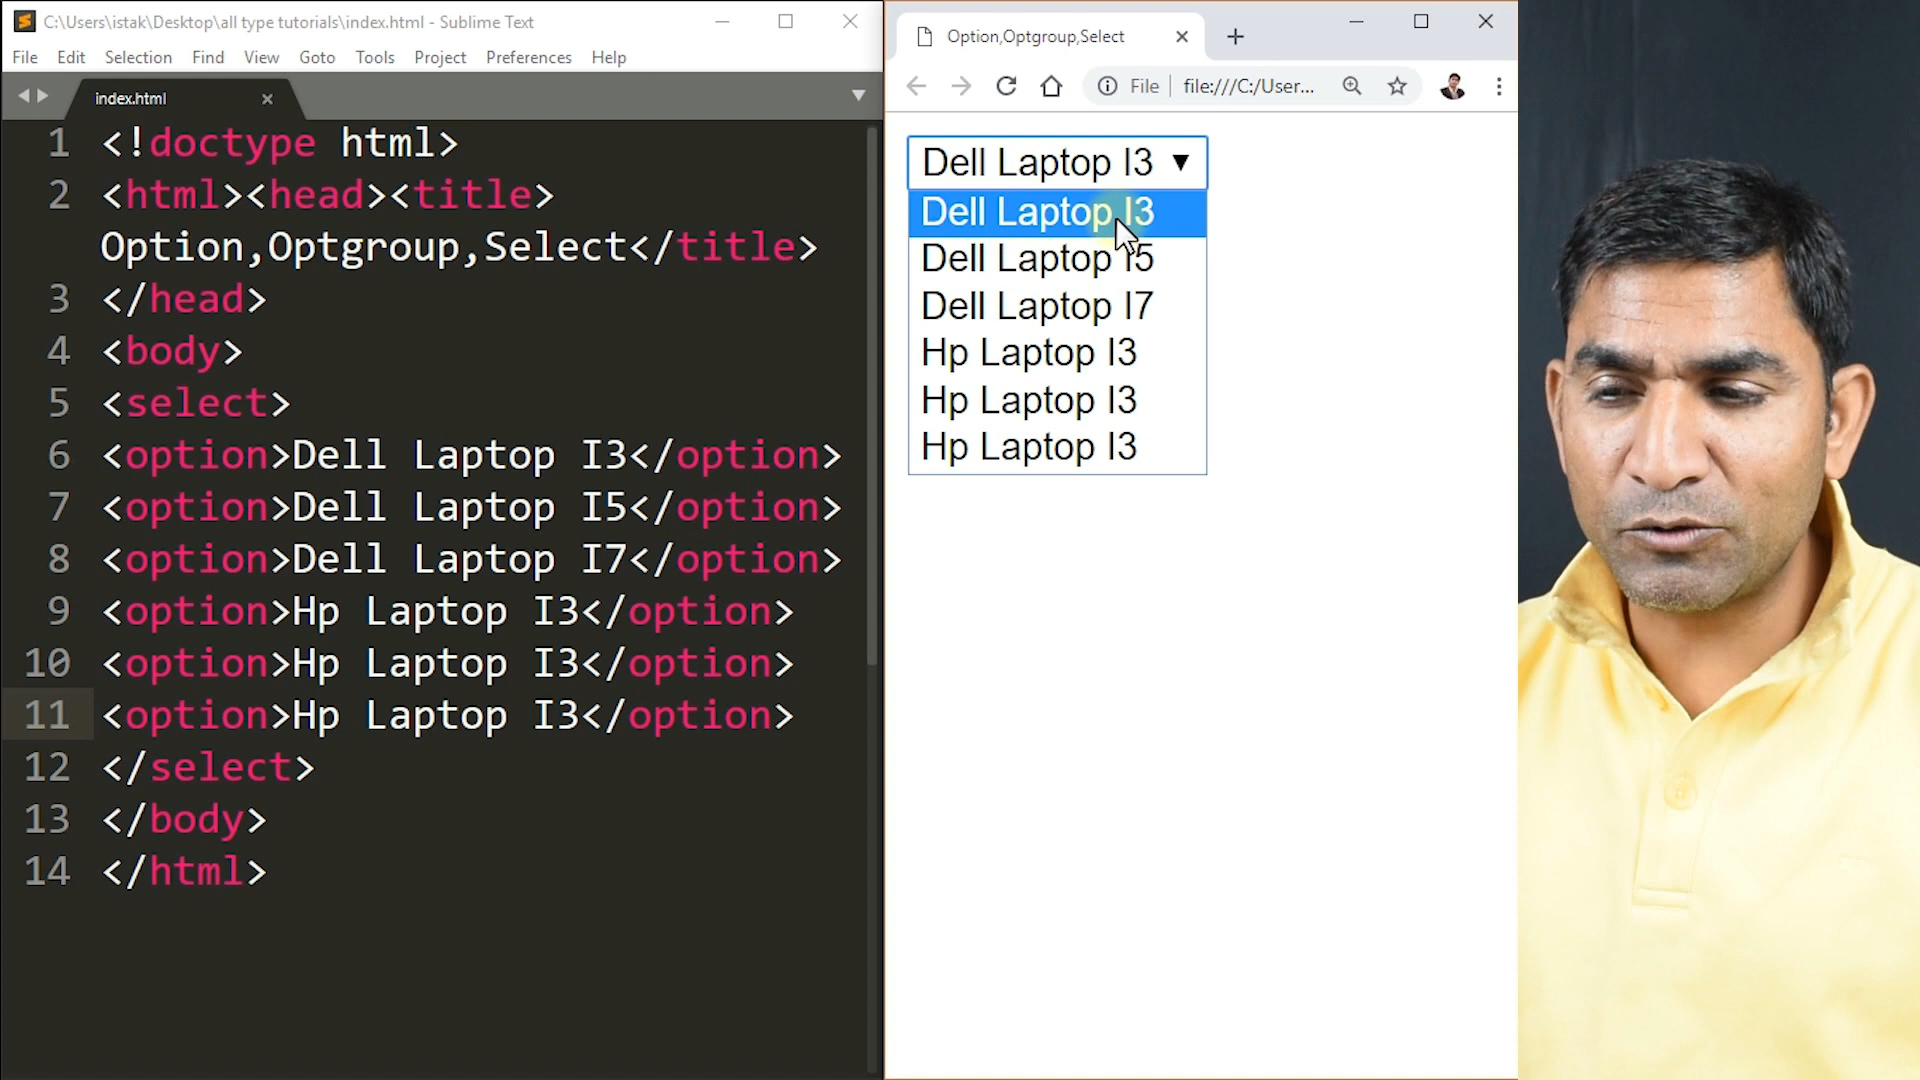 C:\Users\istak\Desktop\all type tutorials\index.html - Sublime Text
File Edit Selection Find View Goto Tools Project Preferences Help
index.html
1 <!doctype html>
2 <html><head><title>
Option,Optgroup,Select</title>
3 </head>
4 <body>
5 <select>
6 <option>Dell Laptop I3</option>
7 <option>Dell Laptop I5</option>
8 <option>Dell Laptop I7</option>
9 <option>Hp Laptop I3</option>
10 <option>Hp Laptop I3</option>
11 <option>Hp Laptop I3</option>
12 </select>
13 </body>
14 </html>
Option,Optgroup,Select
File file:///C:/User...
Dell Laptop I3
Dell Laptop I3
Dell Laptop I5
Dell Laptop I7
Hp Laptop I3
Hp Laptop I3
Hp Laptop I3